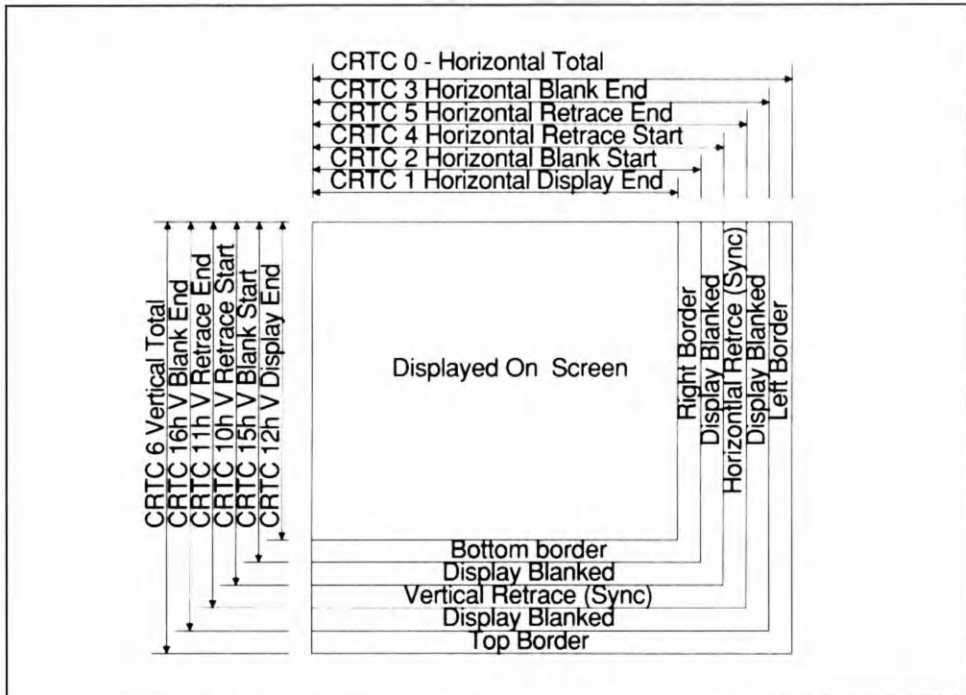 CRTC 0 - Horizontal Total
CRTC 3 Horizontal Blank End
CRTC 5 Horizontal Retrace End
CRTC 4 Horizontal Retrace Start
CRTC 2 Horizontal Blank Start
CRTC 1 Horizontal Display End
CRTC 6 Vertical Total
CRTC 16h V Blank End
CRTC 11h V Retrace End
CRTC 10h V Retrace Start
CRTC 15h V Blank Start
CRTC 12h V Display End
Displayed On Screen
Right Border
Display Blanked
Horizontial Retrce (Sync)
Display Blanked
Left Border
Bottom border
Display Blanked
Vertical Retrace (Sync)
Display Blanked
Top Border